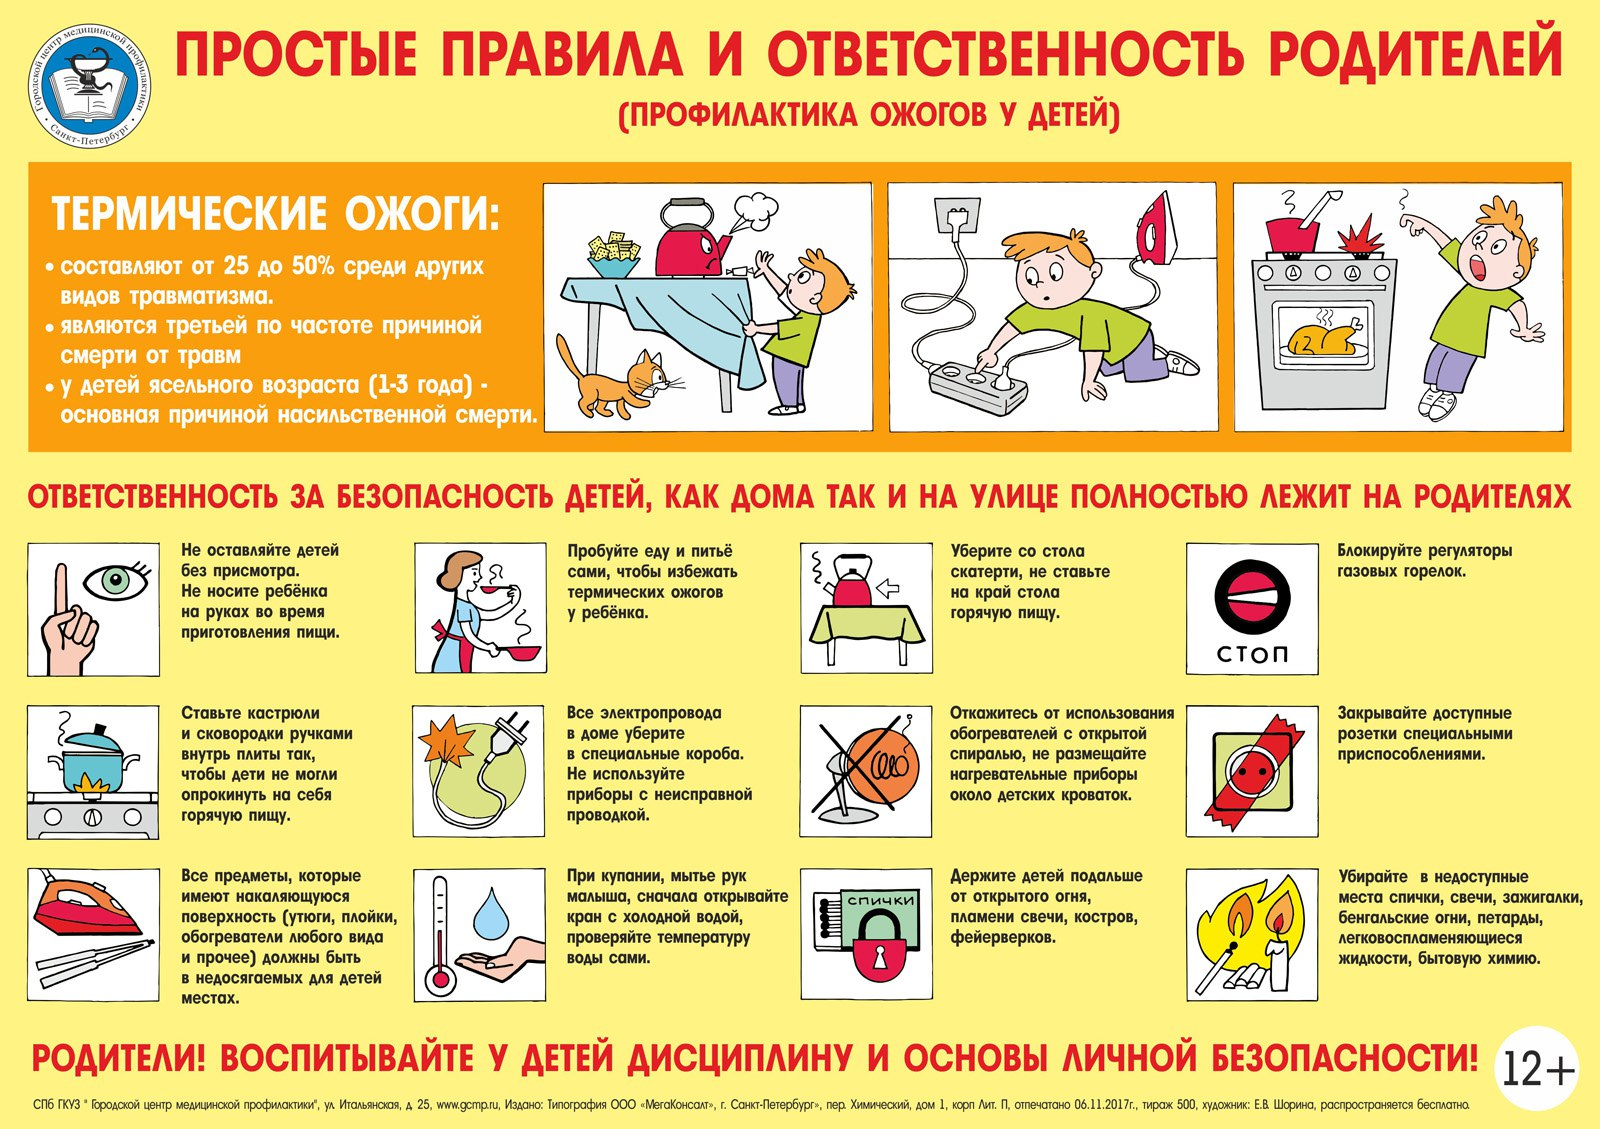 Городской центр медицинской профилактики
• Санкт-Петербург •
ПРОСТЫЕ ПРАВИЛА И ОТВЕТСТВЕННОСТЬ РОДИТЕЛЕЙ
(ПРОФИЛАКТИКА ОЖОГОВ У ДЕТЕЙ)
ТЕРМИЧЕСКИЕ ОЖОГИ:
• составляют от 25 до 50% среди других
видов травматизма.
• являются третьей по частоте причиной
смерти от травм
• у детей ясельного возраста (1-3 года) -
основная причиной насильственной смерти.
ОТВЕТСТВЕННОСТЬ ЗА БЕЗОПАСНОСТЬ ДЕТЕЙ, КАК ДОМА ТАК И НА УЛИЦЕ ПОЛНОСТЬЮ ЛЕЖИТ НА РОДИТЕЛЯХ
Не оставляйте детей
без присмотра.
Не носите ребёнка
на руках во время
приготовления пищи.
Пробуйте еду и питьё
сами, чтобы избежать
термических ожогов
у ребёнка.
Уберите со стола
скатерти, не ставьте
на край стола
горячую пищу.
СТОП
Блокируйте регуляторы
газовых горелок.
Ставьте кастрюли
и сковородки ручками
внутрь плиты так,
чтобы дети не могли
опрокинуть на себя
горячую пищу.
Все электропровода
в доме уберите
в специальные короба.
Не используйте
приборы с неисправной
проводкой.
Откажитесь от использования
обогревателей с открытой
спиралью, не размещайте
нагревательные приборы
около детских кроваток.
Закрывайте доступные
розетки специальными
приспособлениями.
Все предметы, которые
имеют накаляющуюся
поверхность (утюги, плойки,
обогреватели любого вида
и прочее) должны быть
в недосягаемых для детей
местах.
При купании, мытье рук
малыша, сначала открывайте
кран с холодной водой,
проверяйте температуру
воды сами.
СПИЧКИ
Держите детей подальше
от открытого огня,
пламени свечи, костров,
фейерверков.
Убирайте в недоступные
места спички, свечи, зажигалки,
бенгальские огни, петарды,
легковоспламеняющиеся
жидкости, бытовую химию.
РОДИТЕЛИ! ВОСПИТЫВАЙТЕ У ДЕТЕЙ ДИСЦИПЛИНУ И ОСНОВЫ ЛИЧНОЙ БЕЗОПАСНОСТИ!
12+
СПб ГКУЗ " Городской центр медицинской профилактики", ул. Итальянская, д. 25, www.gcmp.ru, Издано: Типография ООО «МегаКонсалт», г. Санкт-Петербург», пер. Химический, дом 1, корп Лит. П, отпечатано 06.11.2017г., тираж 500, художник: Е.В. Шорина, распространяется бесплатно.